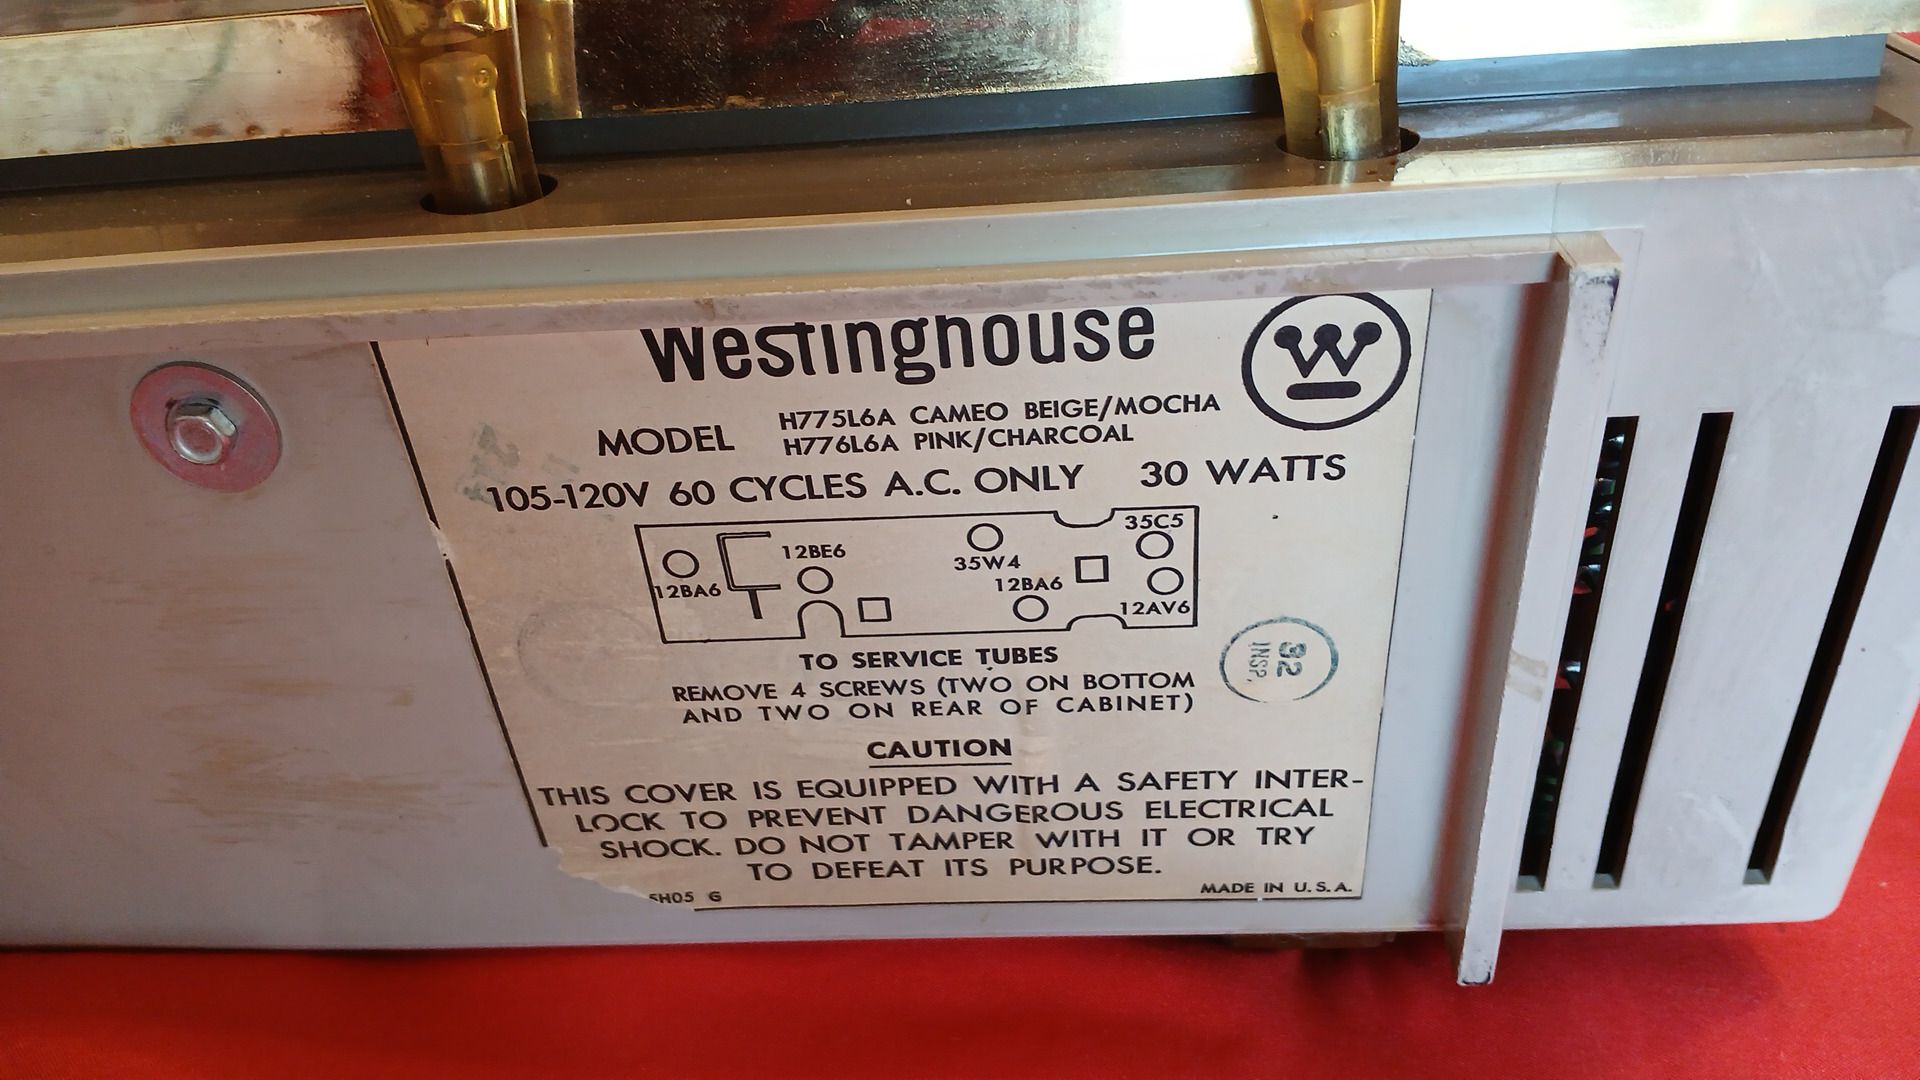 Westinghouse
W
MODEL H775L6A CAMEO BEIGE/MOCHA
H776L6A PINK/CHARCOAL
105-120V 60 CYCLES A.C. ONLY 30 WATTS
35C5
12BE6
35W4
12BA6
12BA6
12AV6
TO SERVICE TUBES
REMOVE 4 SCREWS (TWO ON BOTTOM
AND TWO ON REAR OF CABINET)
92
INSP.
CAUTION
THIS COVER IS EQUIPPED WITH A SAFETY INTER-
LOCK TO PREVENT DANGEROUS ELECTRICAL
SHOCK. DO NOT TAMPER WITH IT OR TRY
TO DEFEAT ITS PURPOSE.
5H05 G
MADE IN U.S.A.